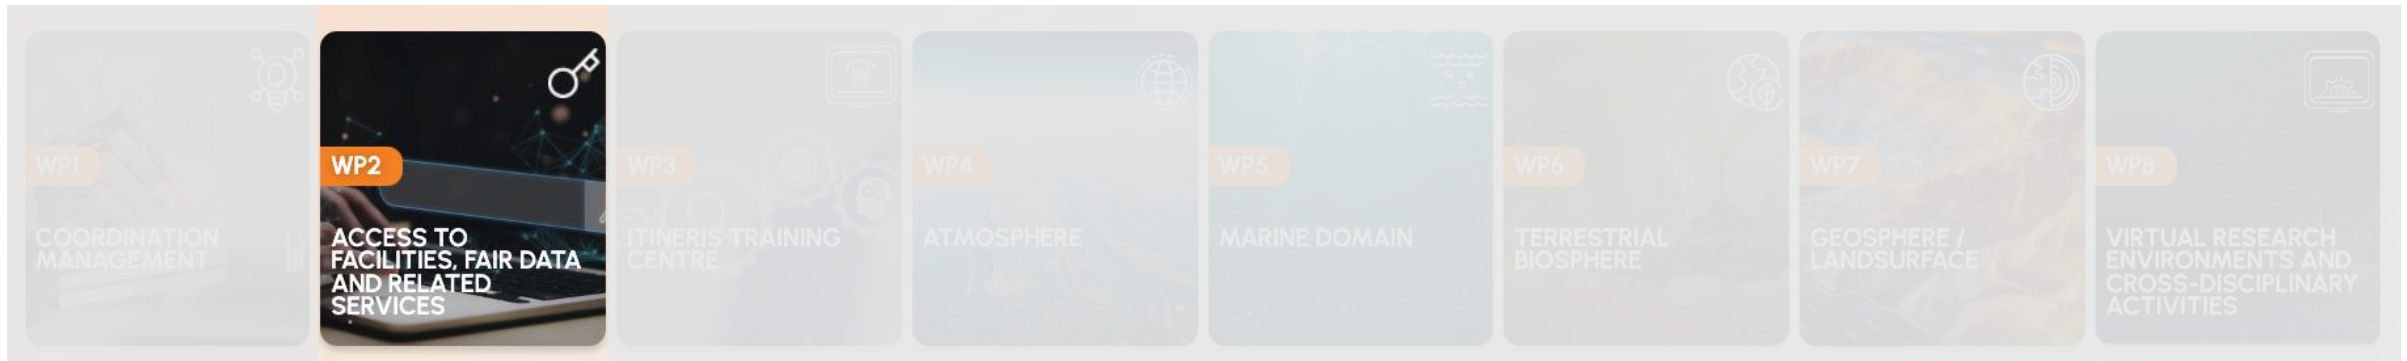 WP1
COORDINATION
MANAGEMENT
WP2
ACCESS TO
FACILITIES, FAIR DATA
AND RELATED
SERVICES
WP3
ITINERIS TRAINING
CENTRE
WP4
ATMOSPHERE
WP5
MARINE DOMAIN
WP6
TERRESTRIAL
BIOSPHERE
WP7
GEOSPHERE /
LANDSURFACE
WP8
VIRTUAL RESEARCH
ENVIRONMENTS AND
CROSS-DISCIPLINARY
ACTIVITIES